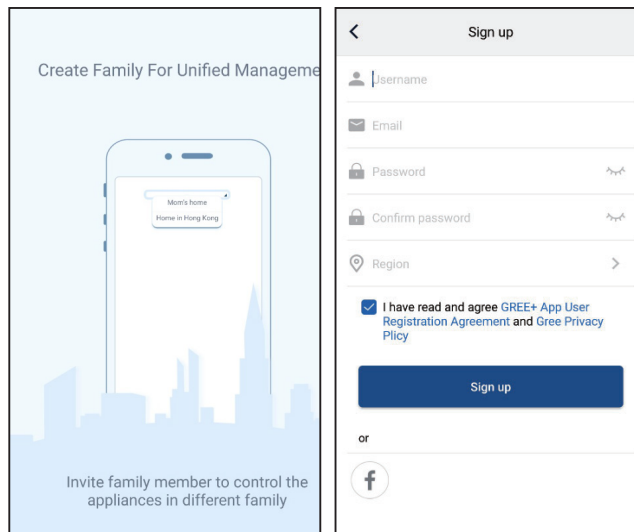 Create Family For Unified Manageme
Mom's home
Home in Hong Kong
Invite family member to control the
appliances in different family
Sign up
Username
Email
Password
Confirm password
Region
I have read and agree GREE+ App User
Registration Agreement and Gree Privacy
Plicy
Sign up
or
f